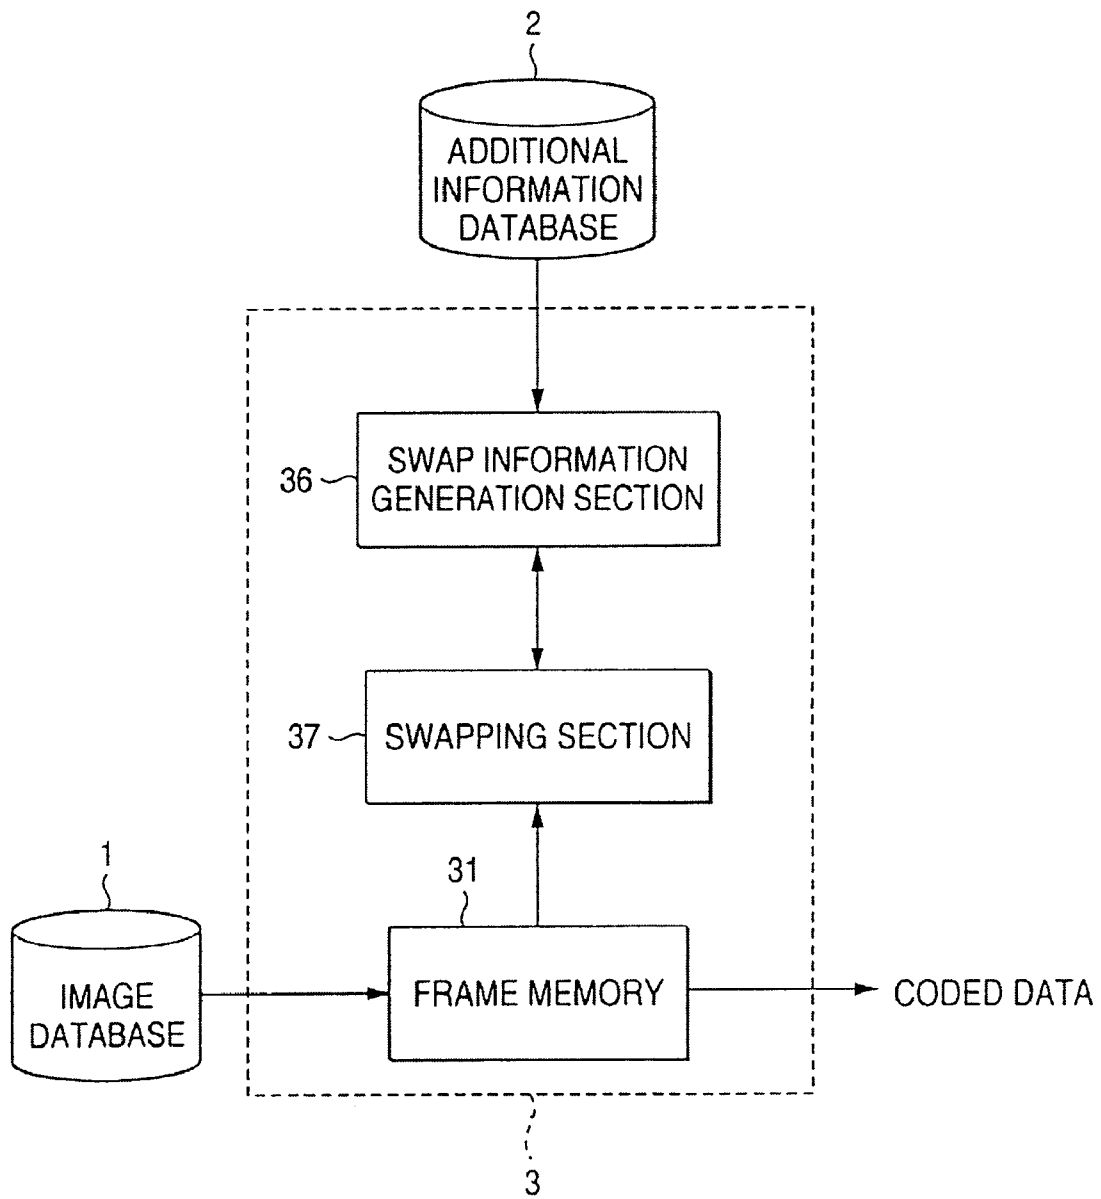 2
ADDITIONAL
INFORMATION
DATABASE
36
SWAP INFORMATION
GENERATION SECTION
37
SWAPPING SECTION
1
31
IMAGE
DATABASE
FRAME MEMORY
CODED DATA
3